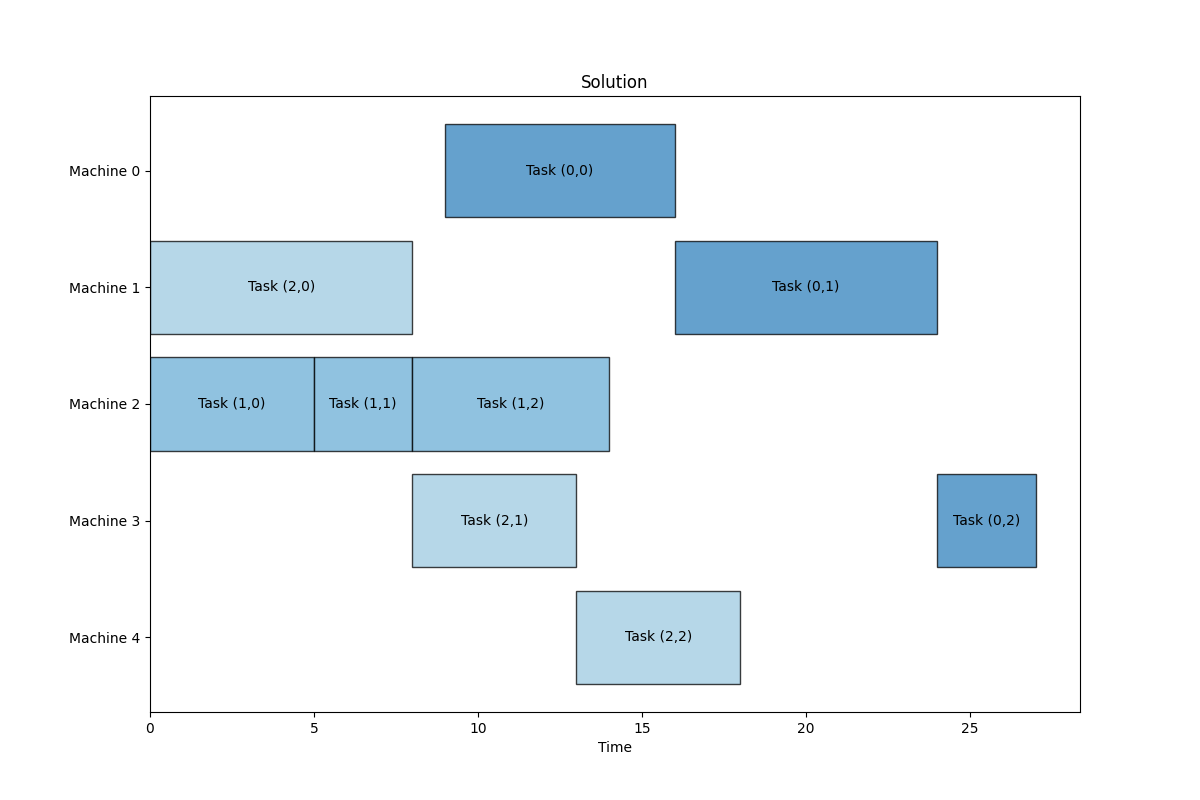 Solution
Machine 0
Task (0,0)
Machine 1
Task (2,0)
Task (0,1)
Machine 2
Task (1,0)
Task (1,1)
Task (1,2)
Machine 3
Task (2,1)
Task (0,2)
Machine 4
Task (2,2)
0 5 10 15 20 25
Time